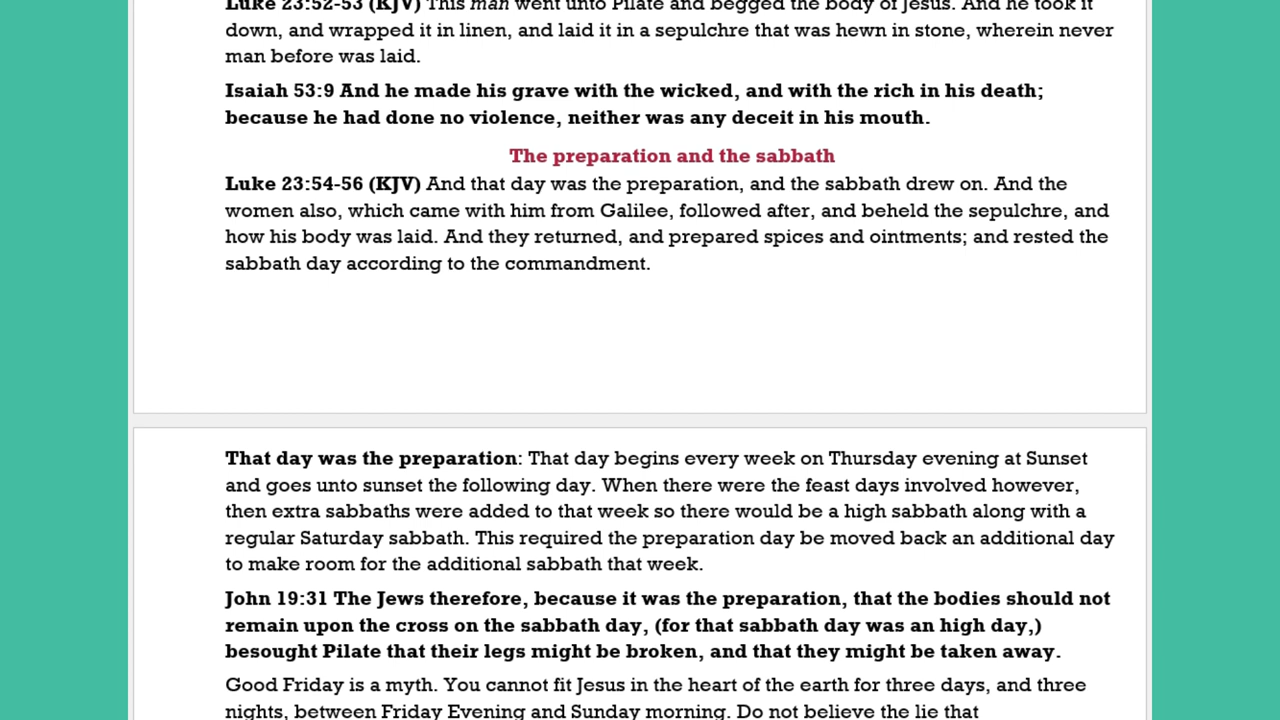 Luke 23:52-53 (KJV) This man went unto Pilate and begged the body of Jesus. And he took it
down, and wrapped it in linen, and laid it in a sepulchre that was hewn in stone, wherein never
man before was laid.
Isaiah 53:9 And he made his grave with the wicked, and with the rich in his death;
because he had done no violence, neither was any deceit in his mouth.
The preparation and the sabbath
Luke 23:54-56 (KJV) And that day was the preparation, and the sabbath drew on. And the
women also, which came with him from Galilee, followed after, and beheld the sepulchre, and
how his body was laid. And they returned, and prepared spices and ointments; and rested the
sabbath day according to the commandment.
That day was the preparation: That day begins every week on Thursday evening at Sunset
and goes unto sunset the following day. When there were the feast days involved however,
then extra sabbaths were added to that week so there would be a high sabbath along with a
regular Saturday sabbath. This required the preparation day be moved back an additional day
to make room for the additional sabbath that week.
John 19:31 The Jews therefore, because it was the preparation, that the bodies should not
remain upon the cross on the sabbath day, (for that sabbath day was an high day,)
besought Pilate that their legs might be broken, and that they might be taken away.
Good Friday is a myth. You cannot fit Jesus in the heart of the earth for three days, and three
nights, between Friday Evening and Sunday morning. Do not believe the lie that